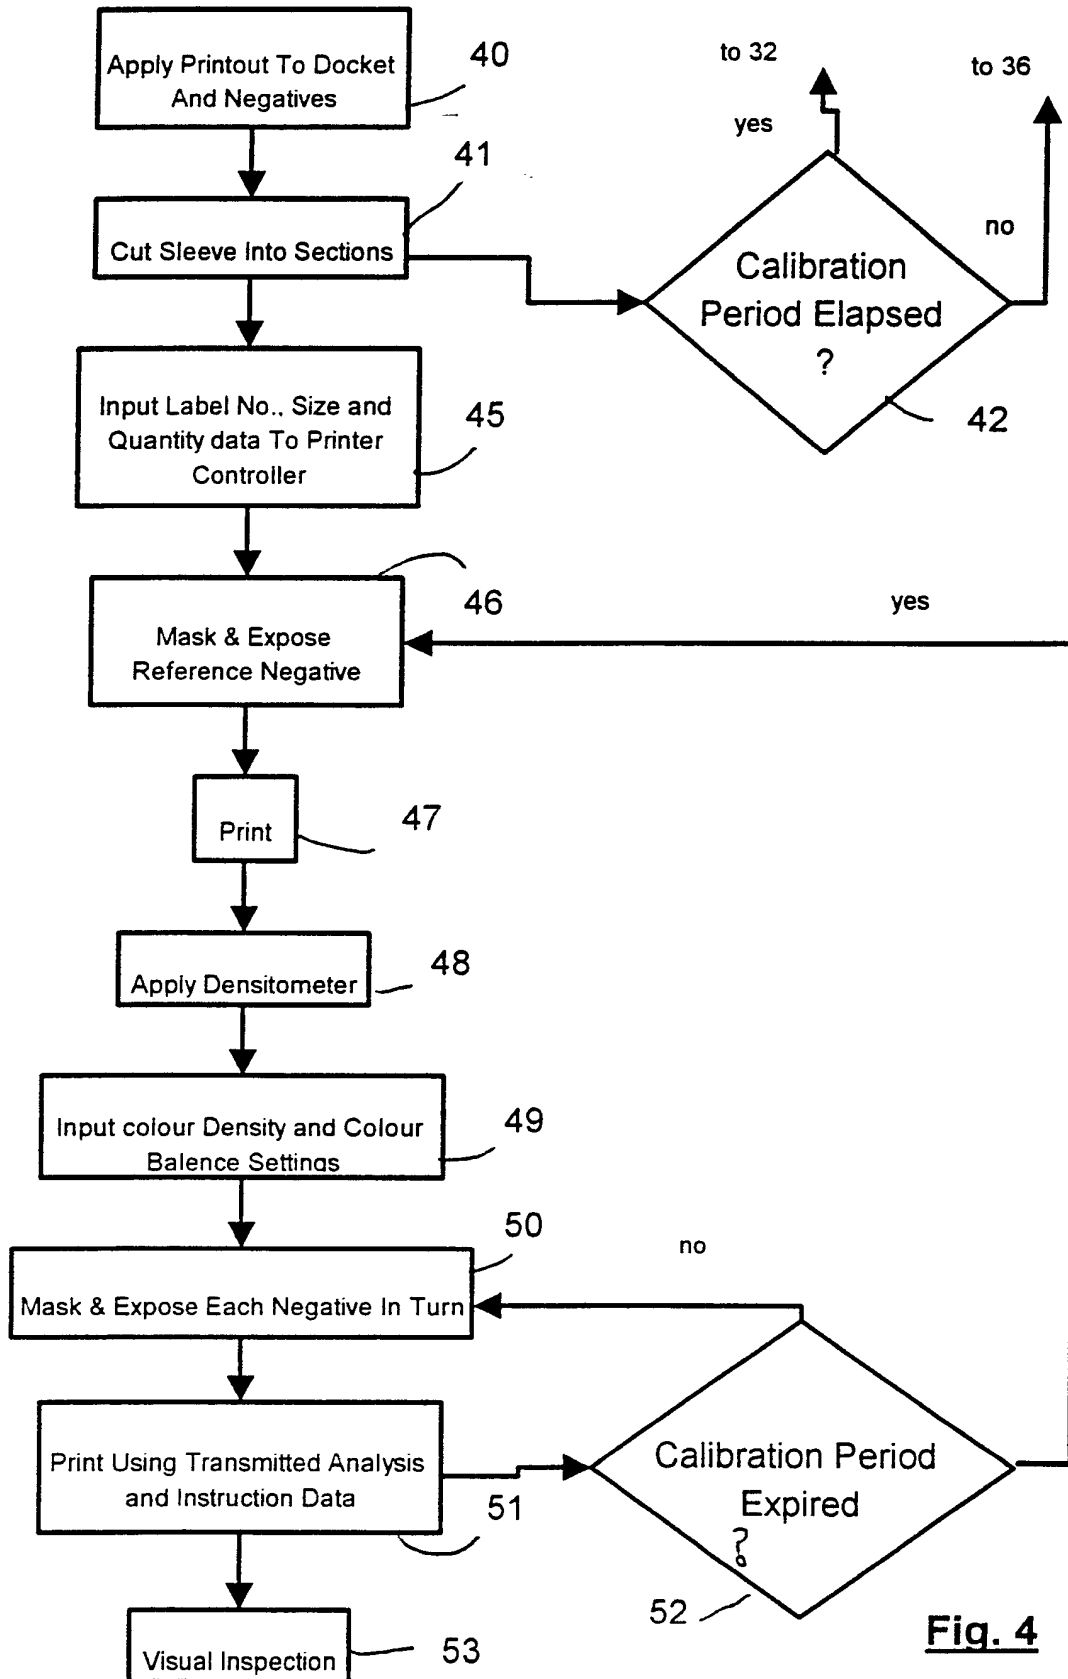 Apply Printout To Docket
And Negatives
40
to 32
to 36
yes
41
Cut Sleeve Into Sections
no
Calibration
Period Elapsed
?
42
Input Label No., Size and
Quantity data To Printer
Controller
45
46
Mask & Expose
Reference Negative
yes
Print
47
Apply Densitometer
48
Input colour Density and Colour
Balence Settings
49
50
no
Mask & Expose Each Negative In Turn
Print Using Transmitted Analysis
and Instruction Data
51
Calibration Period
Expired
?
52
Visual Inspection
53
Fig. 4